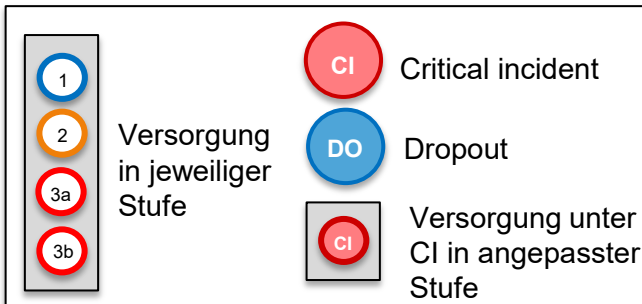 1
2
3a
3b
Versorgung
in jeweiliger
Stufe
CI
Critical incident
DO
Dropout
CI
Versorgung unter
CI in angepasster
Stufe